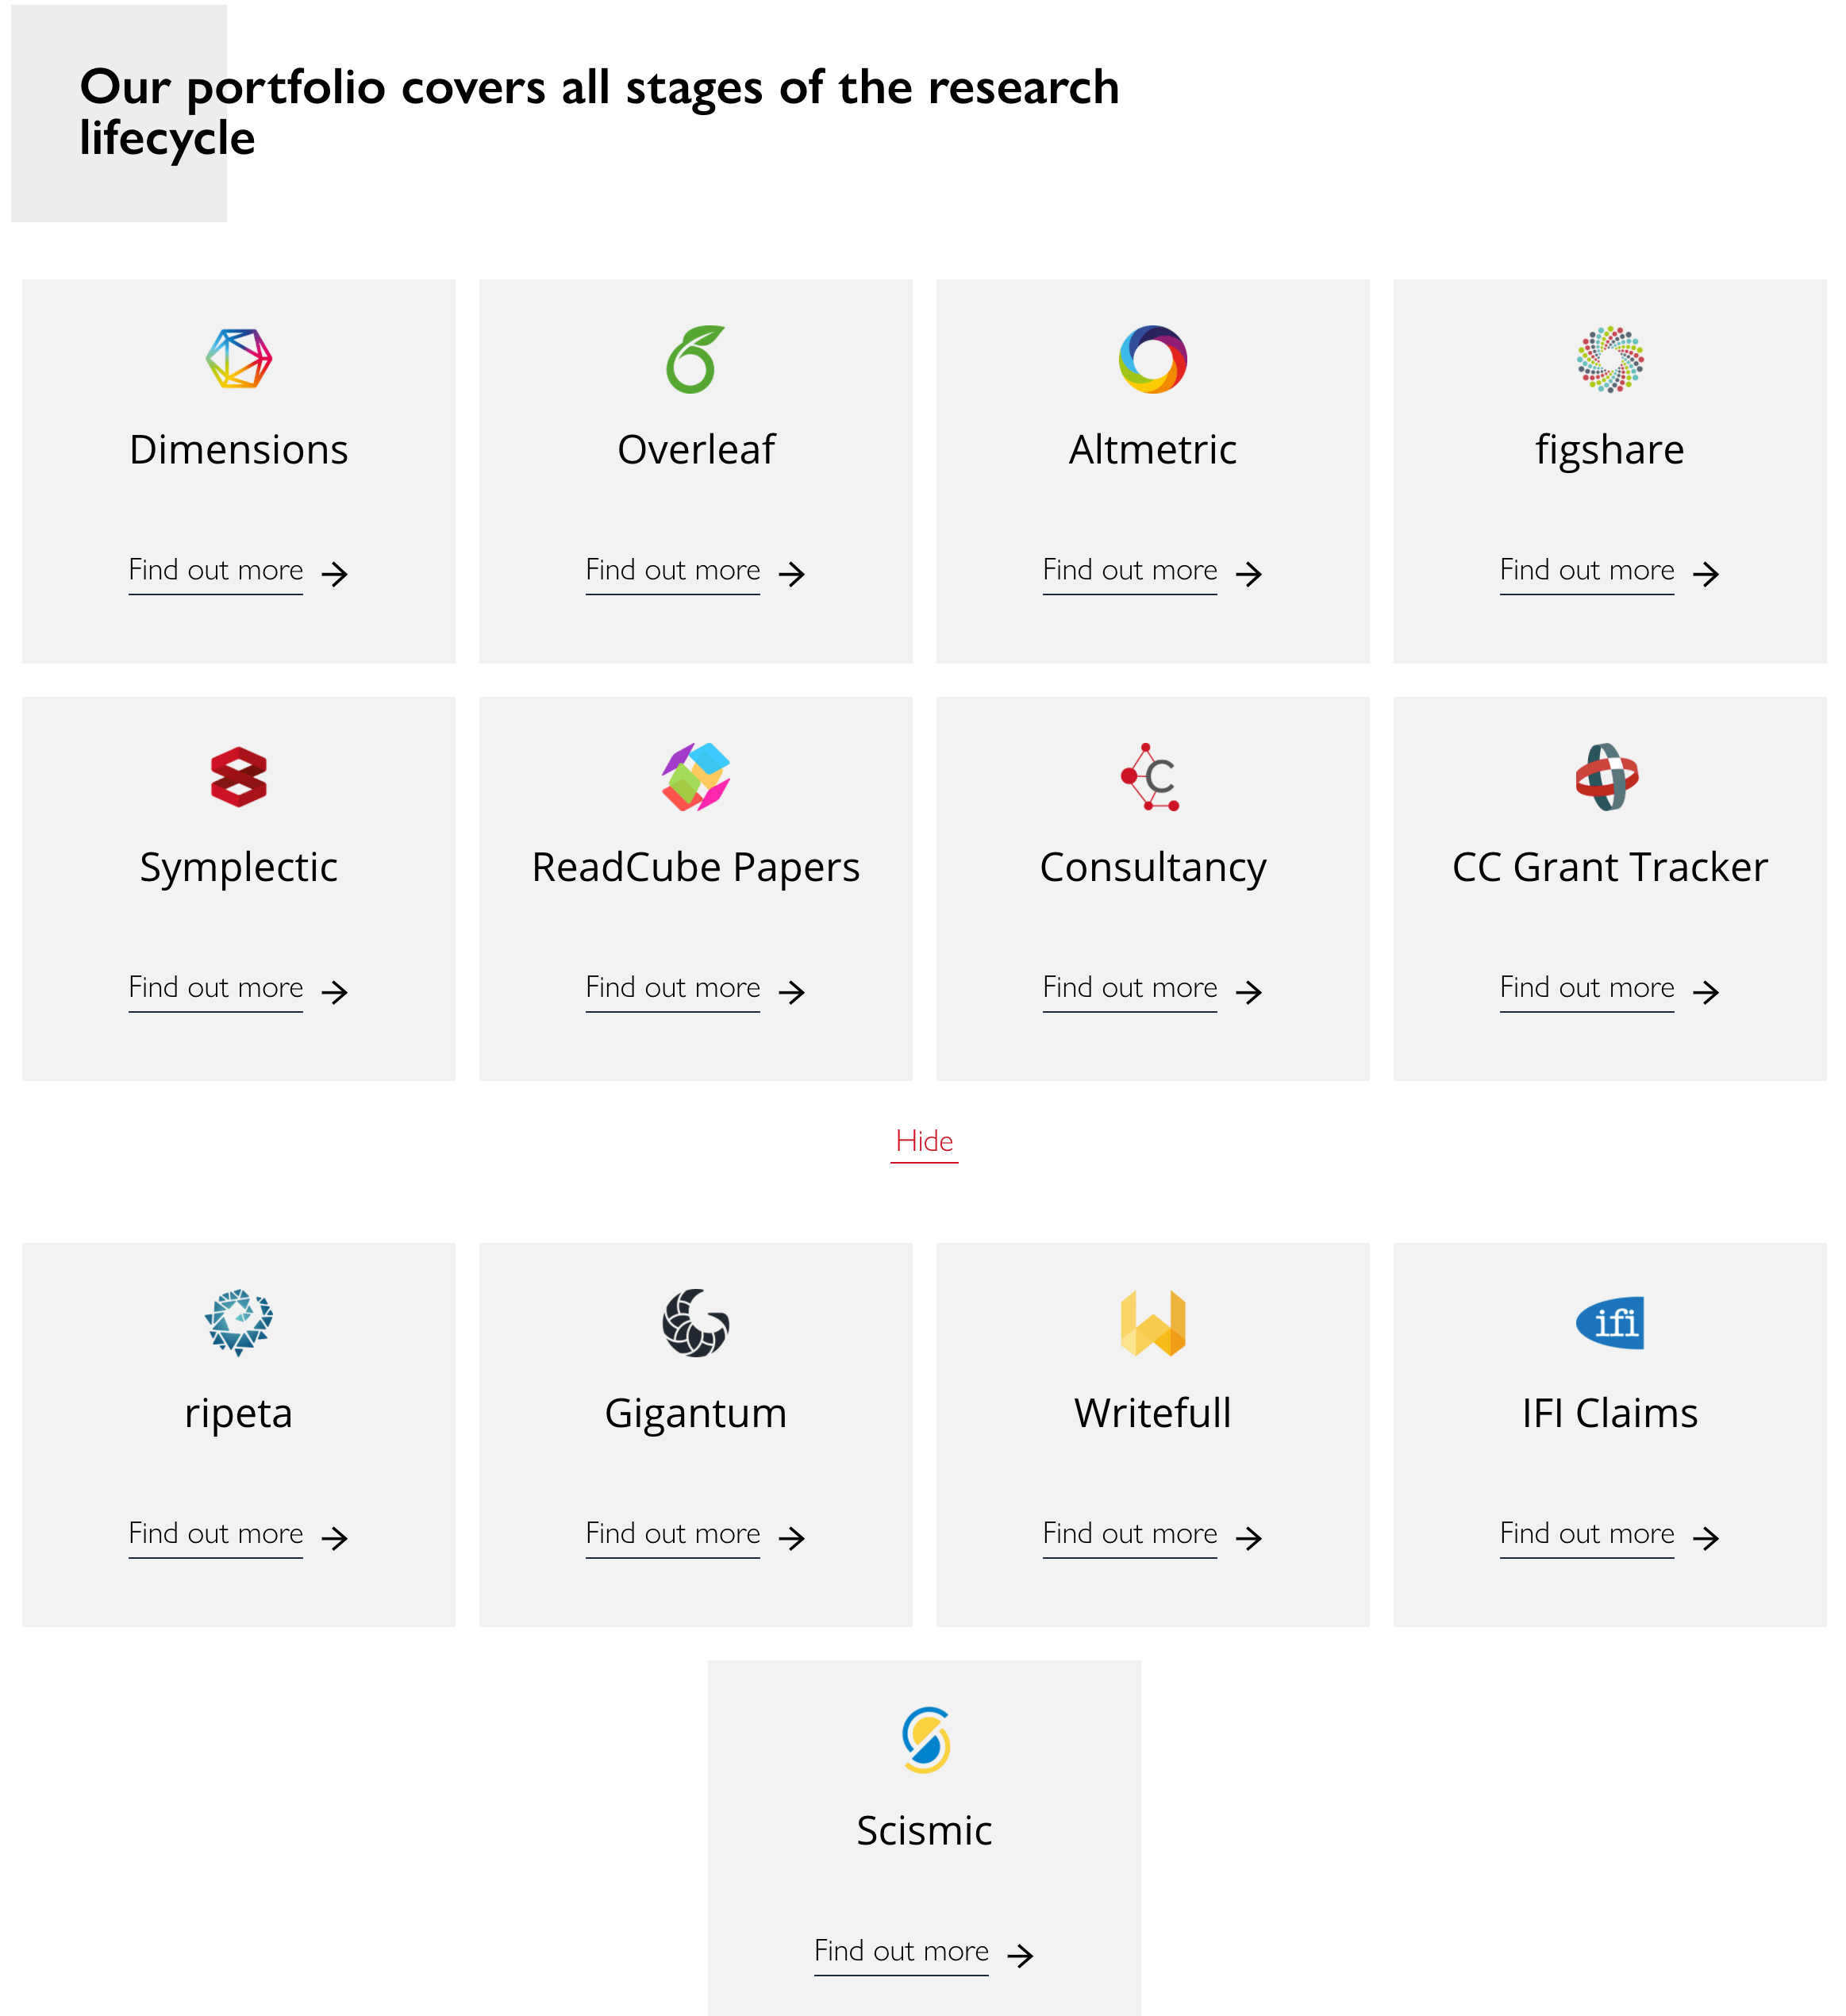 Our portfolio covers all stages of the research
lifecycle
Dimensions
Find out more
Overleaf
Find out more
Altmetric
Find out more
figshare
Find out more
Symplectic
Find out more
ReadCube Papers
Find out more
C
Consultancy
Find out more
CC Grant Tracker
Find out more
Hide
ripeta
Find out more
Gigantum
Find out more
Writefull
Find out more
ifi
IFI Claims
Find out more
Scismic
Find out more